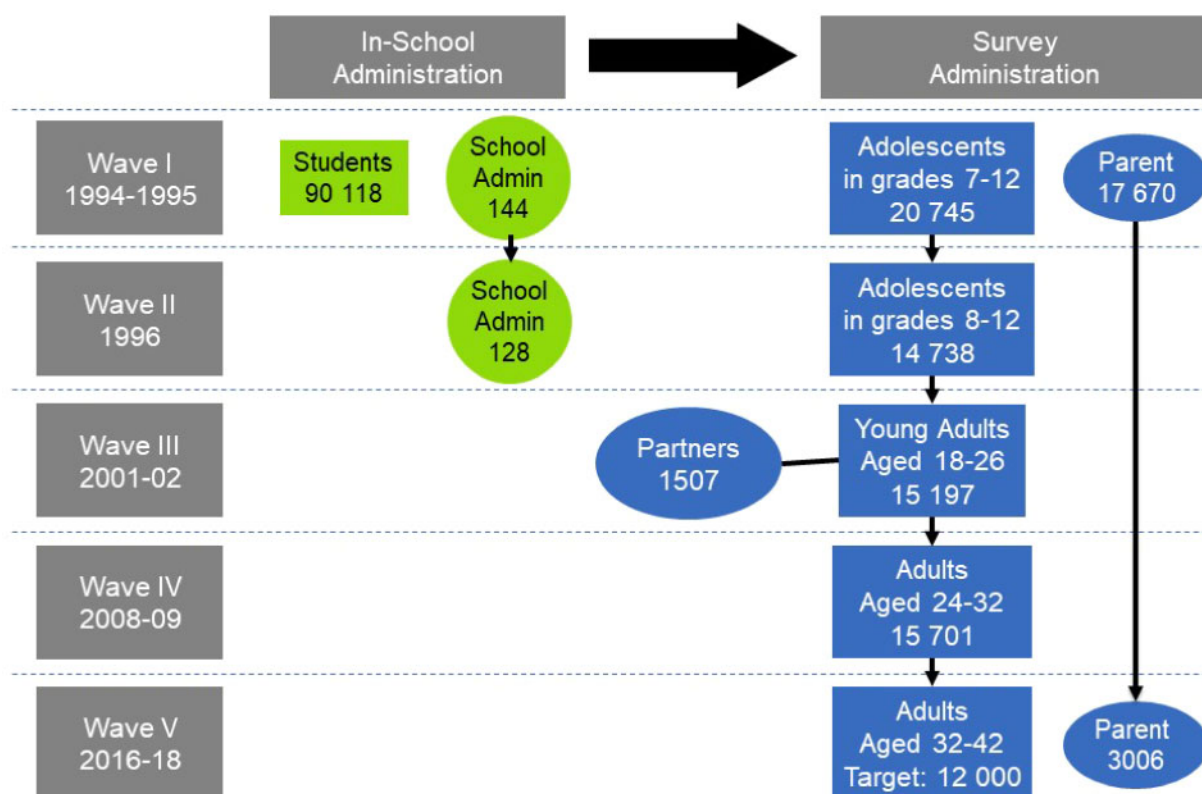 In-School
Administration
Survey
Administration
Wave I
1994-1995
Students
90 118
School
Admin
144
Adolescents
in grades 7-12
20 745
Parent
17 670
Wave II
1996
School
Admin
128
Adolescents
in grades 8-12
14 738
Wave III
2001-02
Partners
1507
Young Adults
Aged 18-26
15 197
Wave IV
2008-09
Adults
Aged 24-32
15 701
Wave V
2016-18
Adults
Aged 32-42
Target: 12 000
Parent
3006